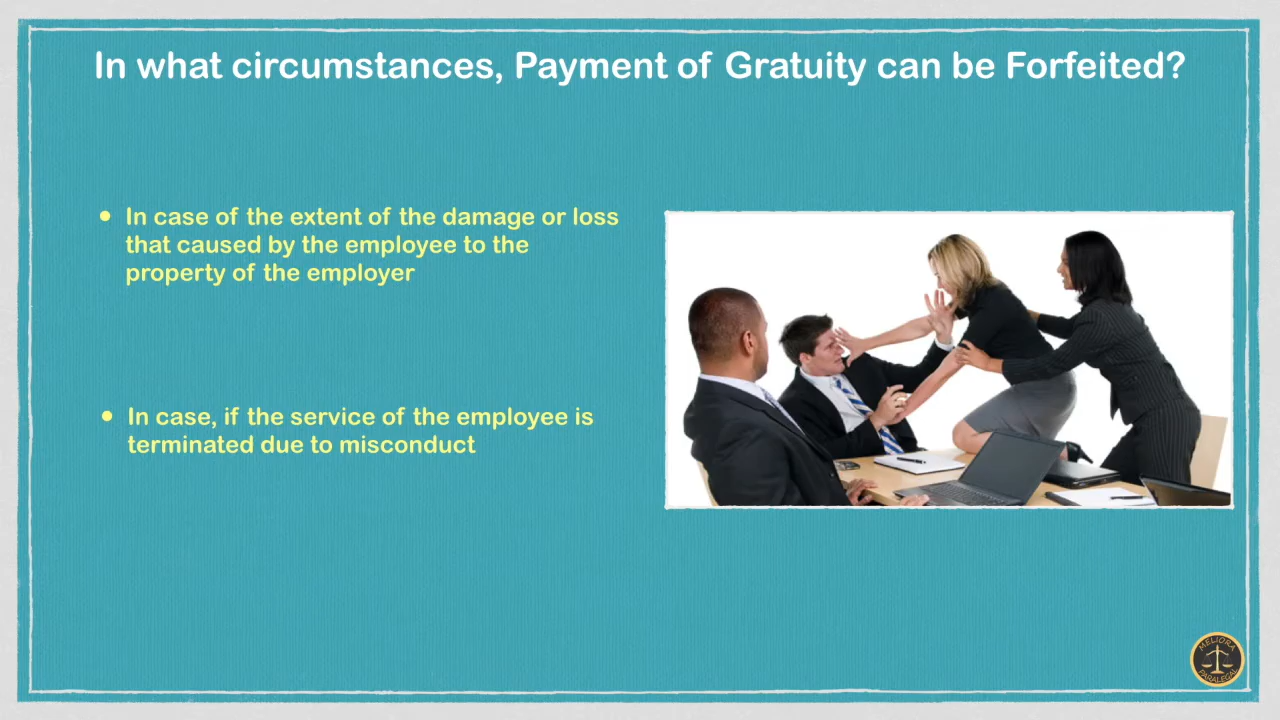 In what circumstances, Payment of Gratuity can be Forfeited?
• In case of the extent of the damage or loss
that caused by the employee to the
property of the employer
• In case, if the service of the employee is
terminated due to misconduct
MELIORA
PARALEGAL